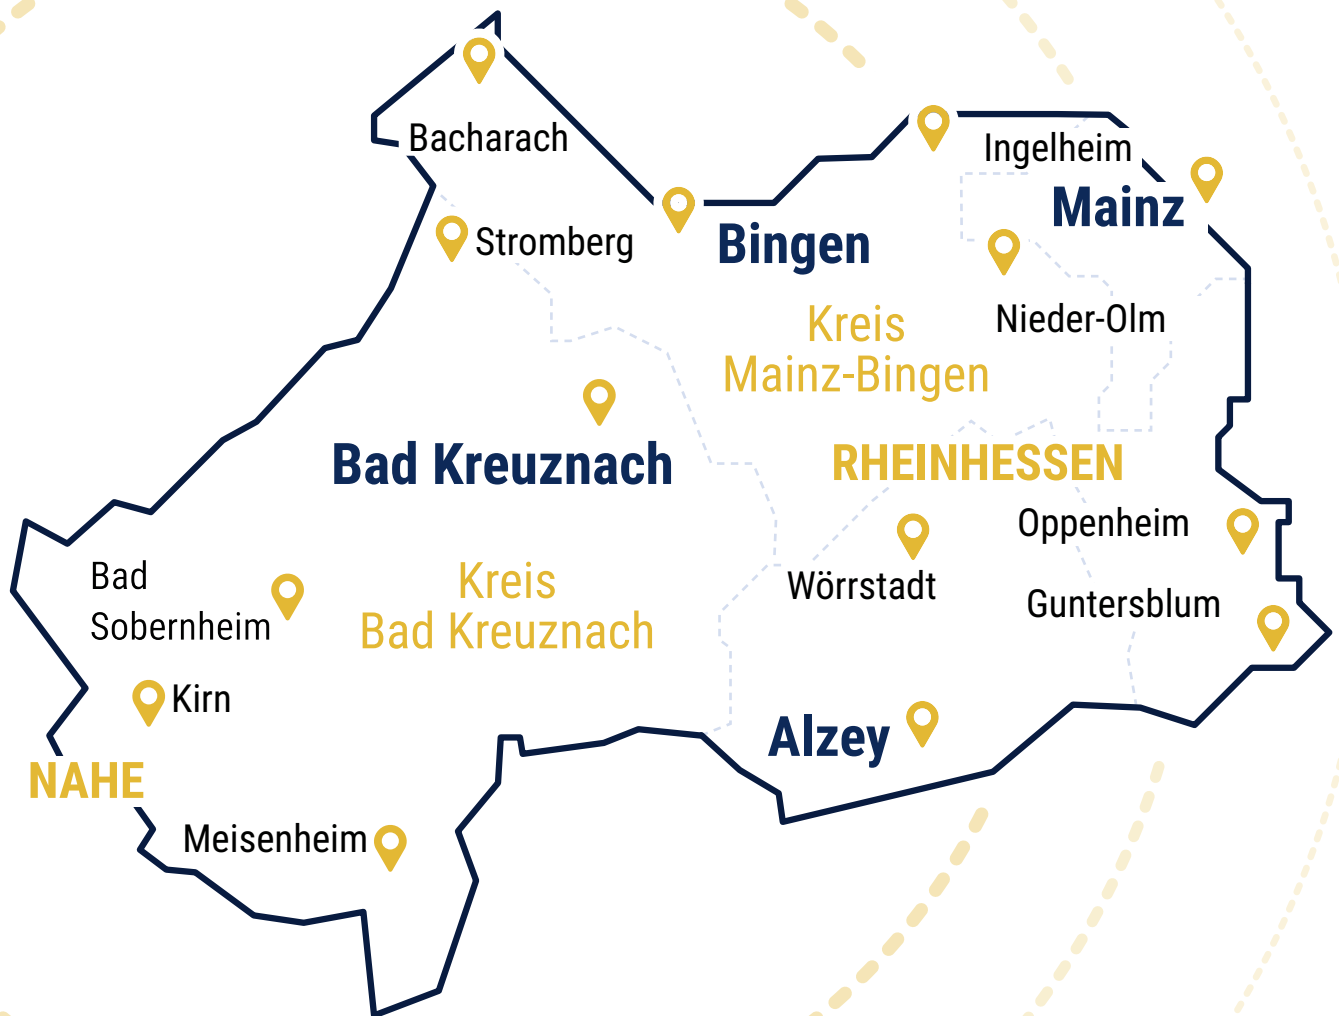 Bacharach
Ingelheim
Mainz
Stromberg
Bingen
Nieder-Olm
Kreis
Mainz-Bingen
Bad Kreuznach
RHEINHESSEN
Oppenheim
Wörrstadt
Guntersblum
Bad
Sobernheim
Kreis
Bad Kreuznach
Kirn
Alzey
NAHE
Meisenheim